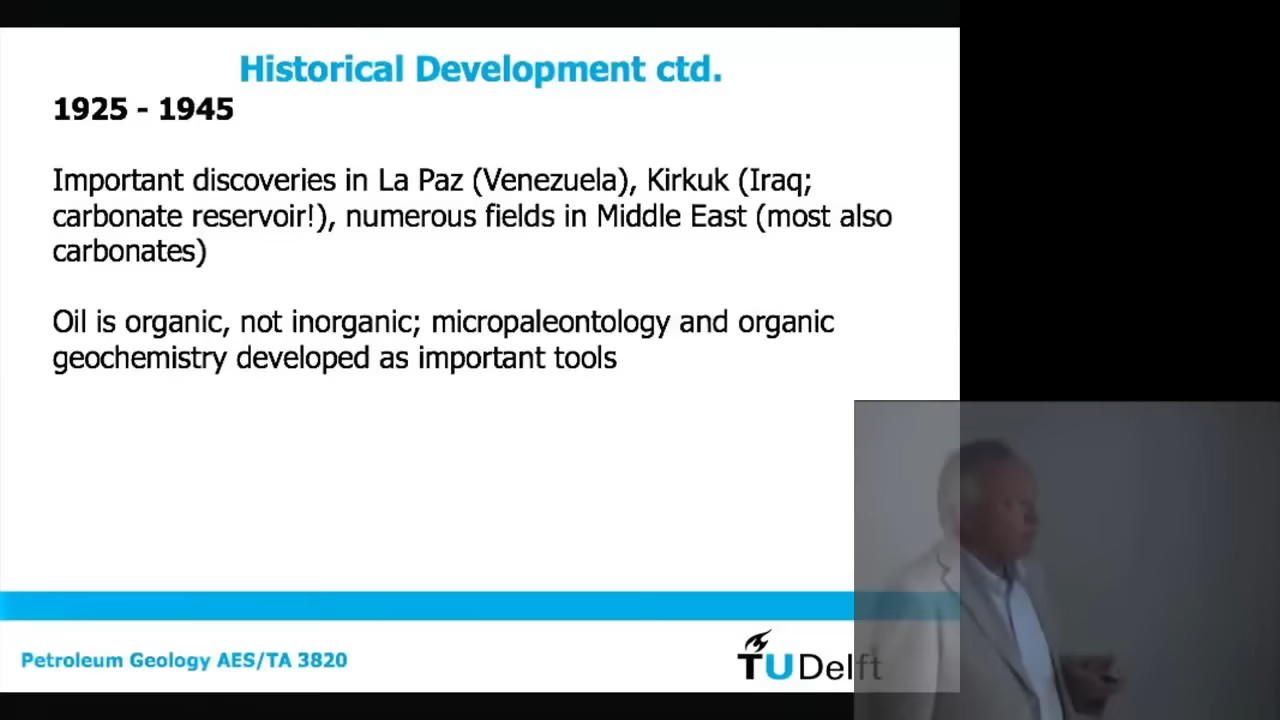 Historical Development ctd.
1925 - 1945
Important discoveries in La Paz (Venezuela), Kirkuk (Iraq;
carbonate reservoir!), numerous fields in Middle East (most also
carbonates)
Oil is organic, not inorganic; micropaleontology and organic
geochemistry developed as important tools
Petroleum Geology AES/TA 3820
TU Delft